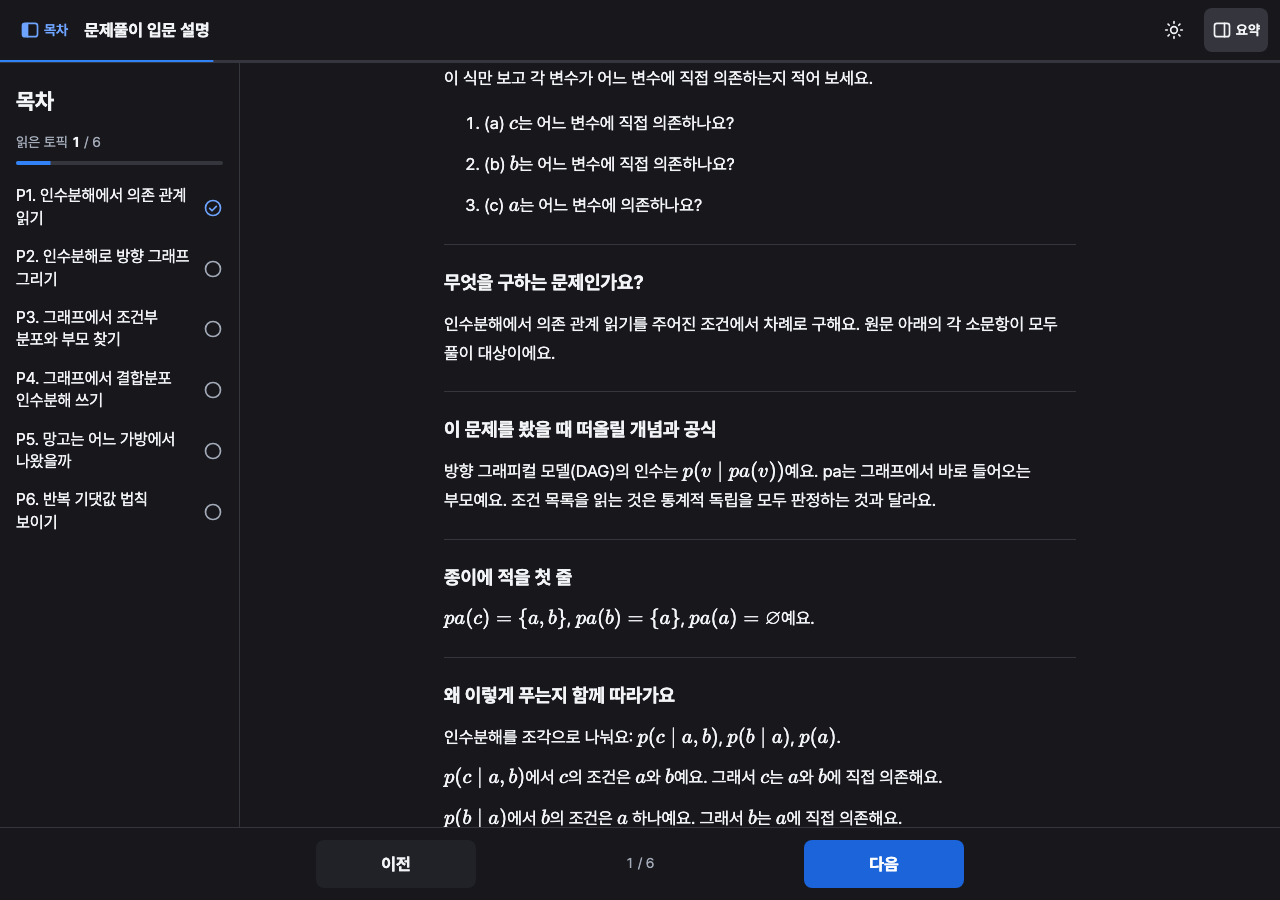 목차
문제풀이 입문 설명
요약
목차
읽은 토픽 1 / 6
P1. 인수분해에서 의존 관계
읽기
P2. 인수분해로 방향 그래프
그리기
P3. 그래프에서 조건부
분포와 부모 찾기
P4. 그래프에서 결합분포
인수분해 쓰기
P5. 망고는 어느 가방에서
나왔을까
P6. 반복 기댓값 법칙
보이기
이 식만 보고 각 변수가 어느 변수에 직접 의존하는지 적어 보세요.
1. (a) c는 어느 변수에 직접 의존하나요?
2. (b) b는 어느 변수에 직접 의존하나요?
3. (c) a는 어느 변수에 의존하나요?
무엇을 구하는 문제인가요?
인수분해에서 의존 관계 읽기를 주어진 조건에서 차례로 구해요. 원문 아래의 각 소문항이 모두
풀이 대상이에요.
이 문제를 봤을 때 떠올릴 개념과 공식
방향 그래피컬 모델(DAG)의 인수는 p(v | pa(v))예요. pa는 그래프에서 바로 들어오는
부모예요. 조건 목록을 읽는 것은 통계적 독립을 모두 판정하는 것과 달라요.
종이에 적을 첫 줄
pa(c) = {a, b}, pa(b) = {a}, pa(a) = ∅예요.
왜 이렇게 푸는지 함께 따라가요
인수분해를 조각으로 나눠요: p(c | a, b), p(b | a), p(a).
p(c | a, b)에서 c의 조건은 a와 b예요. 그래서 c는 a와 b에 직접 의존해요.
p(b | a)에서 b의 조건은 a 하나예요. 그래서 b는 a에 직접 의존해요.
이전
1 / 6
다음